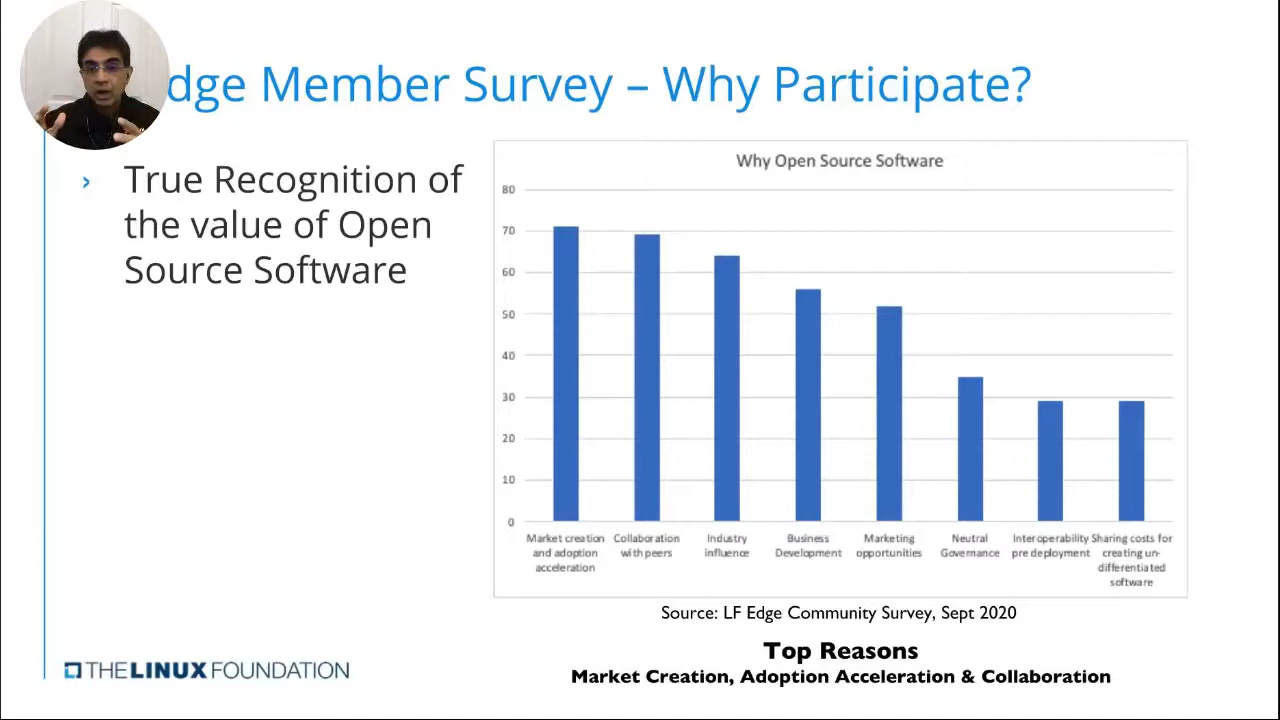 dge Member Survey – Why Participate?
› True Recognition of
the value of Open
Source Software
Why Open Source Software
80
70
60
50
40
30
20
10
0
Market creation
and adoption
acceleration
Collaboration
with peers
Industry
influence
Business
Development
Marketing
opportunities
Neutral
Governance
Interoperability
pre deployment
Sharing costs for
creating un-
differentiated
software
Source: LF Edge Community Survey, Sept 2020
Top Reasons
Market Creation, Adoption Acceleration & Collaboration
THE LINUX FOUNDATION